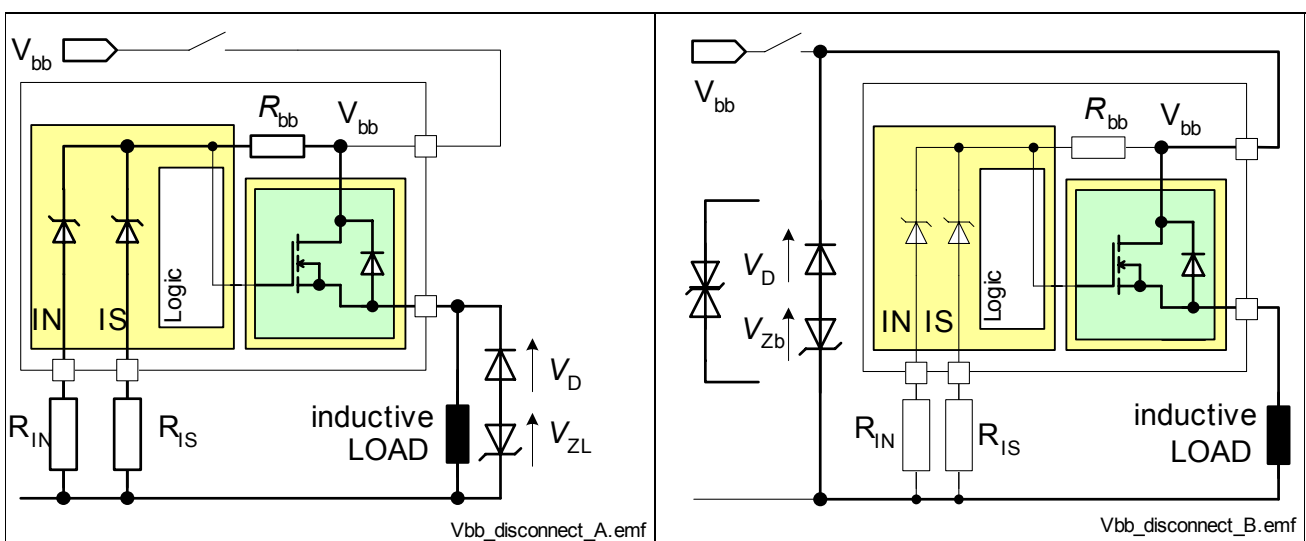 Vbb
Rbb
Vbb
Logic
IN
IS
RIN
RIS
inductive
LOAD
VD
VZL
Vbb_disconnect_A.emf
Vbb
Rbb
Vbb
VD
VZb
Logic
IN
IS
RIN
RIS
inductive
LOAD
Vbb_disconnect_B.emf